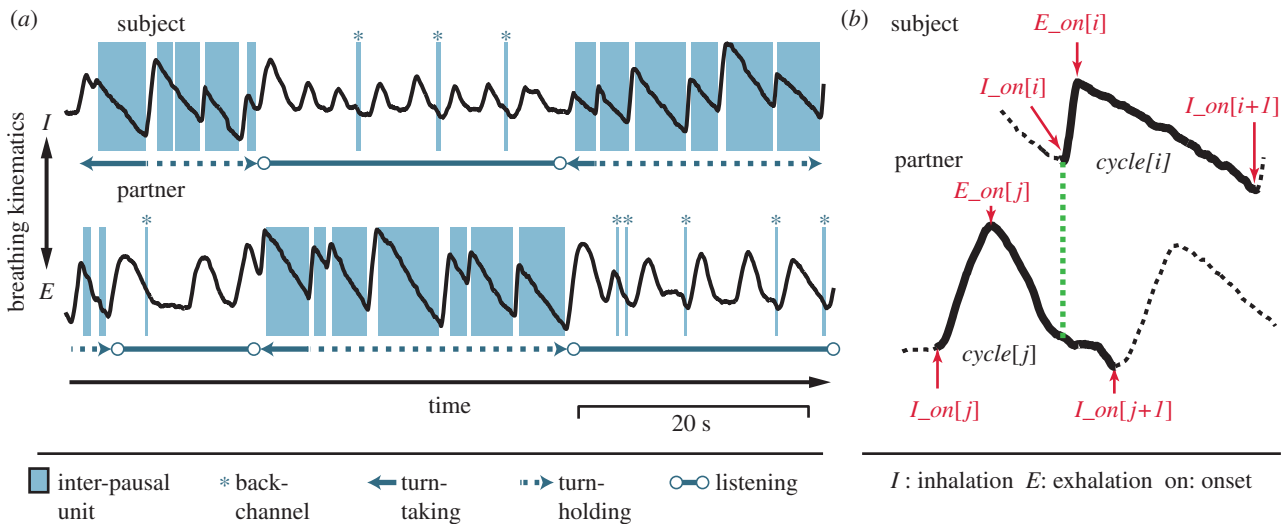 (a)
subject
* * *
breathing kinematics
I
E
partner
* ** * * *
time
20 s
inter-pausal unit
* back-channel
turn-taking
turn-holding
listening
(b)
subject
E_on[i]
I_on[i]
I_on[i+1]
cycle[i]
partner
E_on[j]
cycle[j]
I_on[j]
I_on[j+1]
I : inhalation E: exhalation on: onset